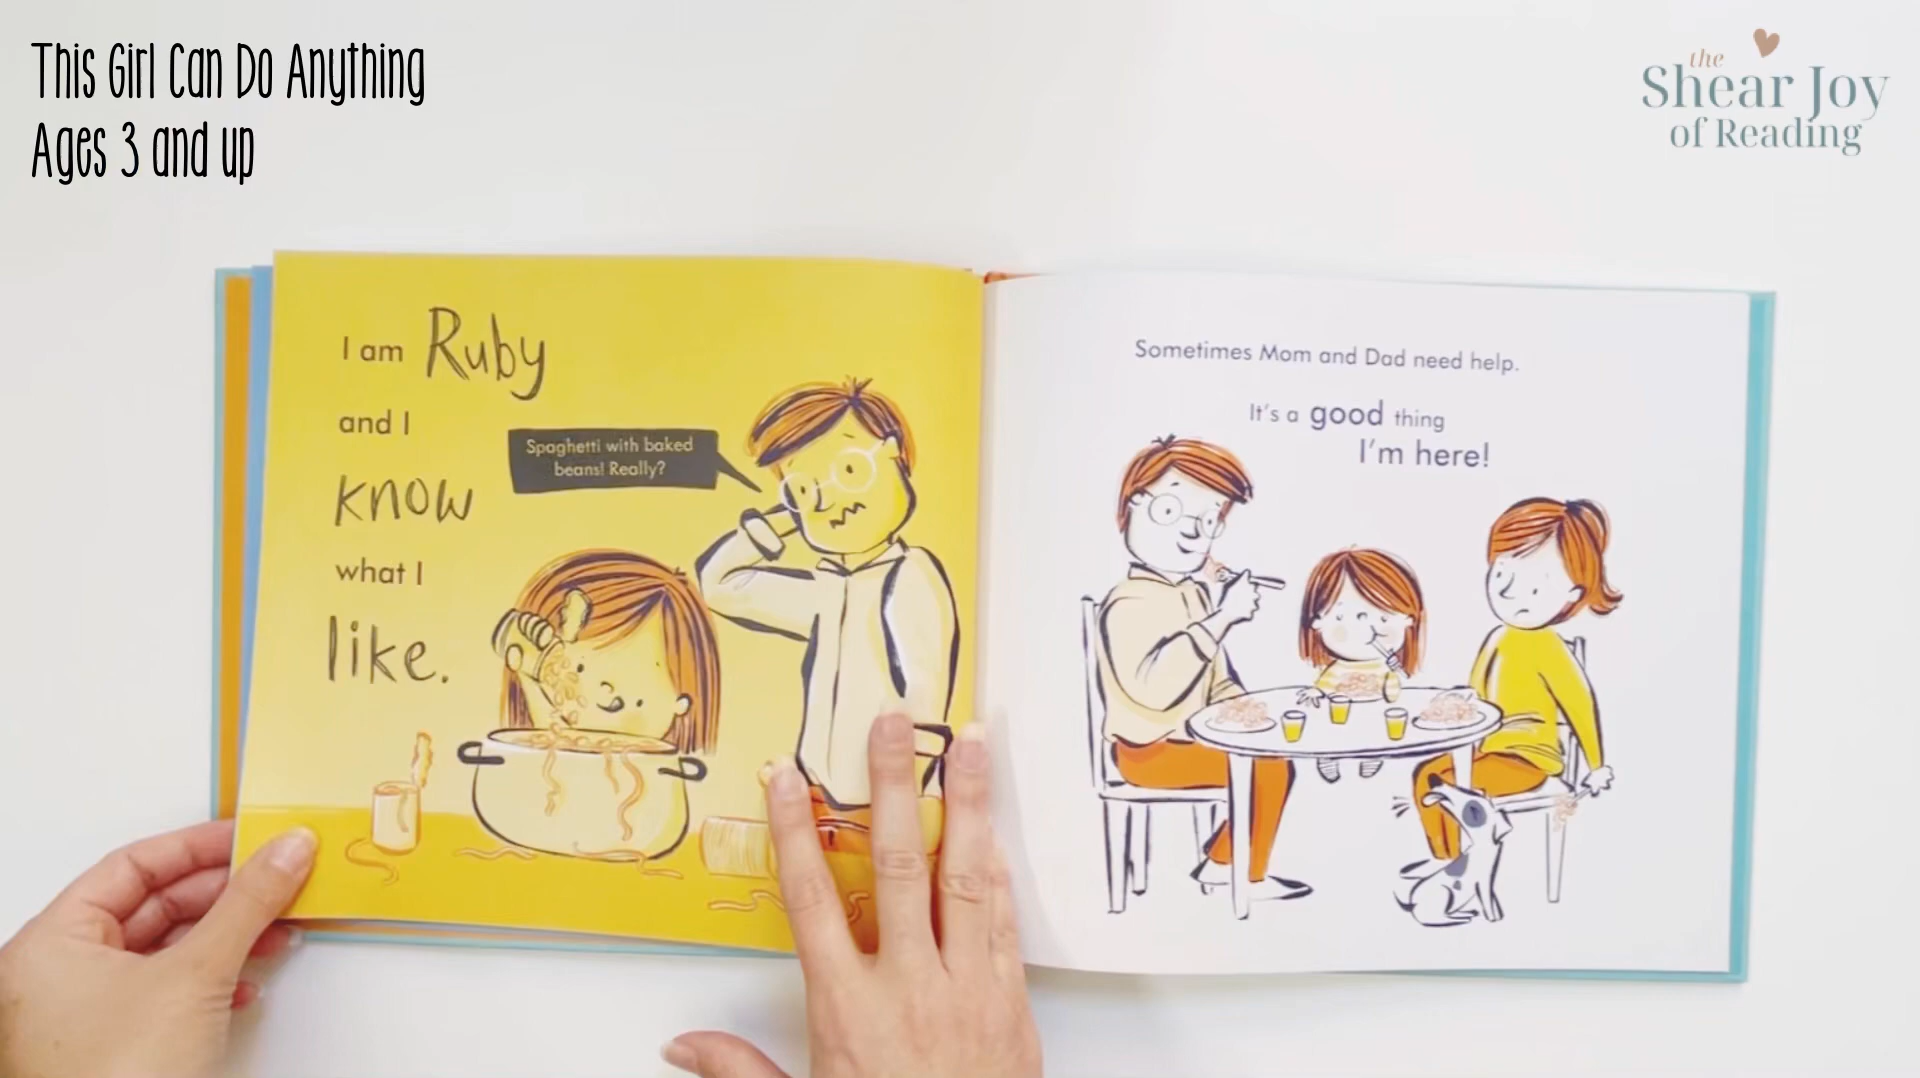 This Girl Can Do Anything
Ages 3 and up
the
Shear Joy
of Reading
I am Ruby
and I
know
what I
like.
Spaghetti with baked
beans! Really?
Sometimes Mom and Dad need help.
It's a good thing
I'm here!